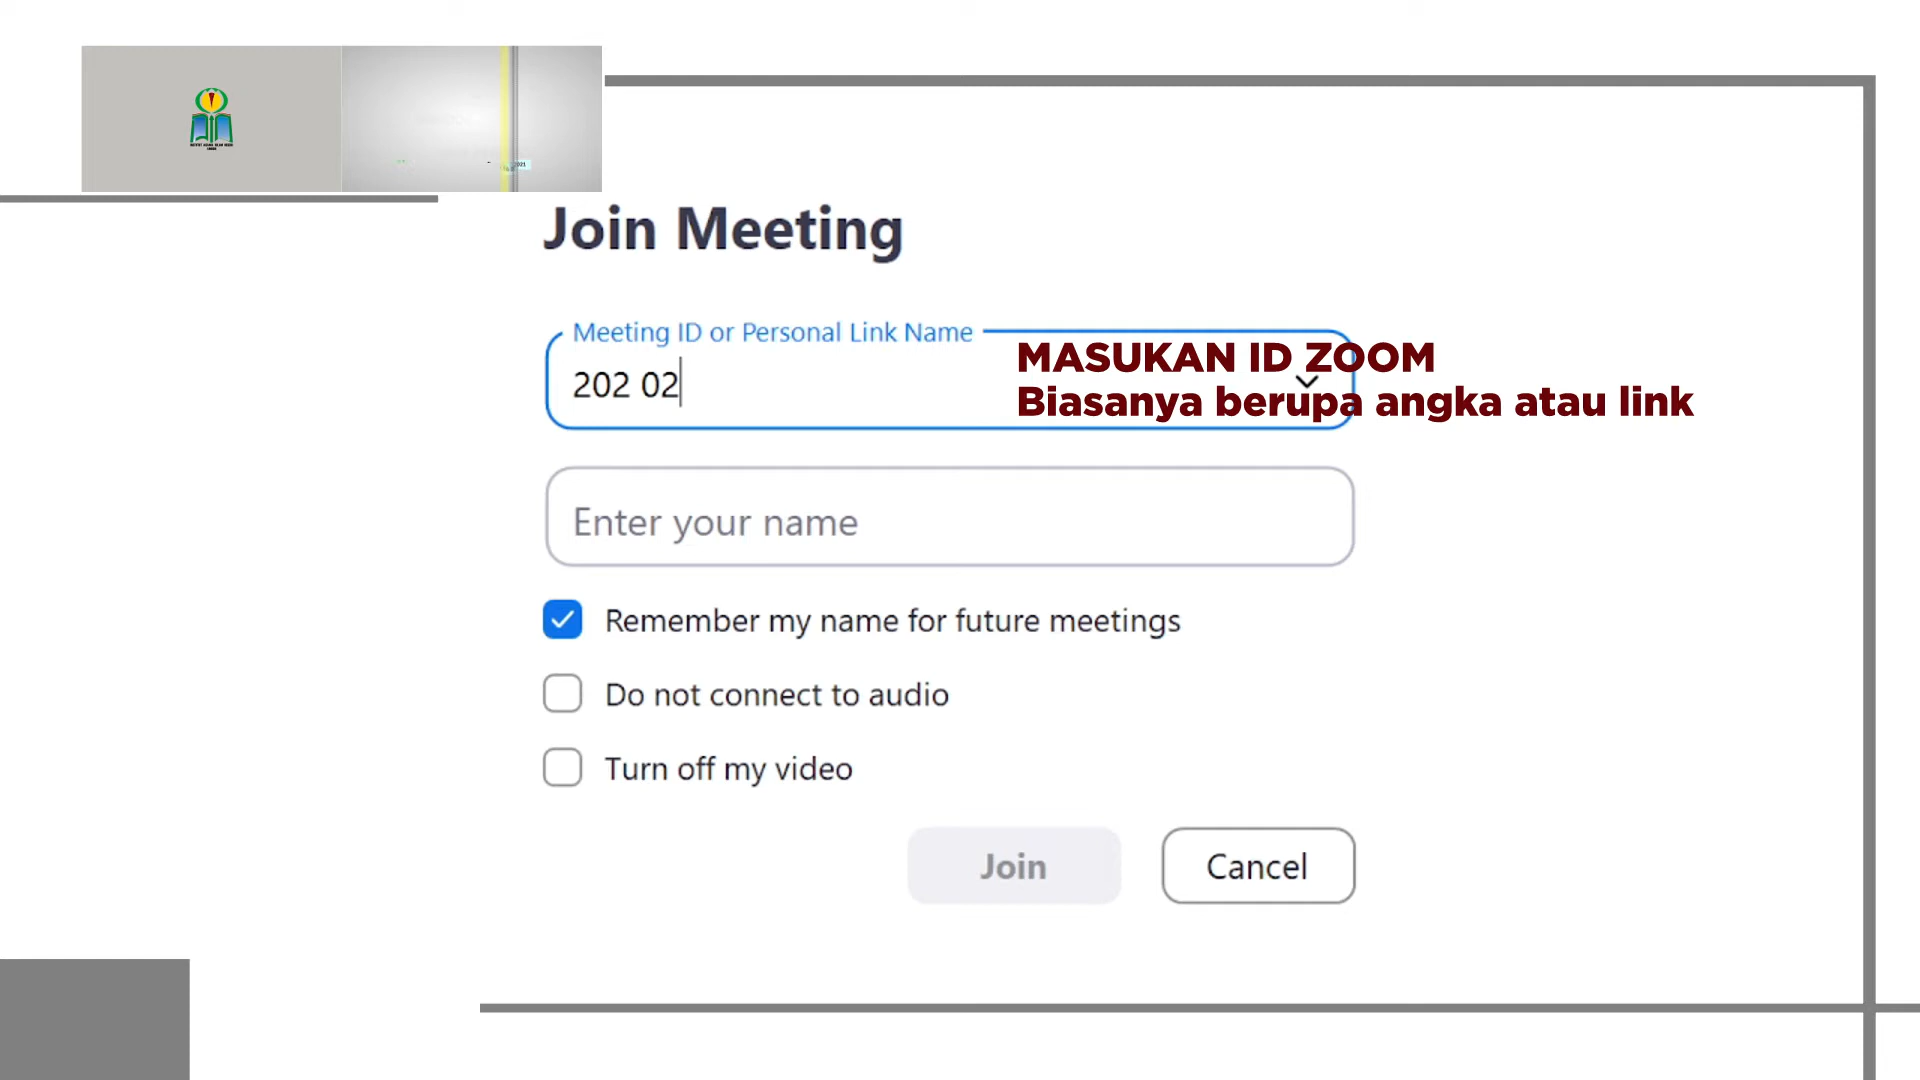 Join Meeting
Meeting ID or Personal Link Name
202 02
MASUKAN ID ZOOM
Biasanya berupa angka atau link
Enter your name
Remember my name for future meetings
Do not connect to audio
Turn off my video
Join
Cancel